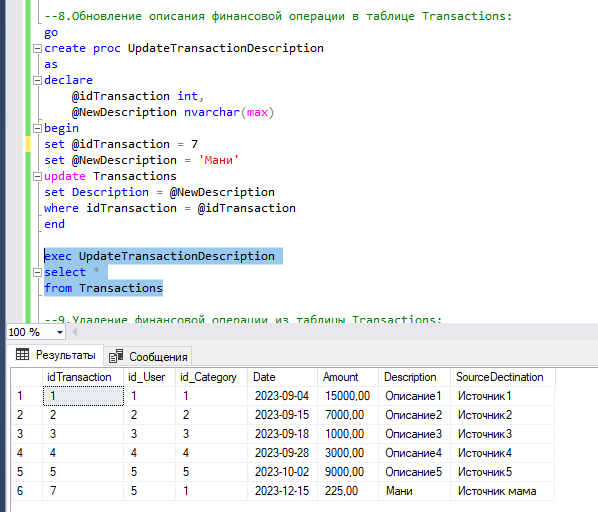 --8.Обновление описания финансовой операции в таблице Transactions:
go
create proc UpdateTransactionDescription
as
declare
@idTransaction int,
@NewDescription nvarchar(max)
begin
set @idTransaction = 7
set @NewDescription = 'Мани'
update Transactions
set Description = @NewDescription
where idTransaction = @idTransaction
end
exec UpdateTransactionDescription
select *
from Transactions
--9.Удаление финансовой операции из таблицы Transactions:
100 %
Результаты Сообщения
idTransaction id_User id_Category Date Amount Description SourceDectination
1 1 1 1 2023-09-04 15000,00 Описание1 Источник1
2 2 2 2 2023-09-15 7000,00 Описание2 Источник2
3 3 3 3 2023-09-18 1000,00 Описание3 Источник3
4 4 4 4 2023-09-28 3000,00 Описание4 Источник4
5 5 5 5 2023-10-02 9000,00 Описание5 Источник5
6 7 5 1 2023-12-15 225,00 Мани Источник мама